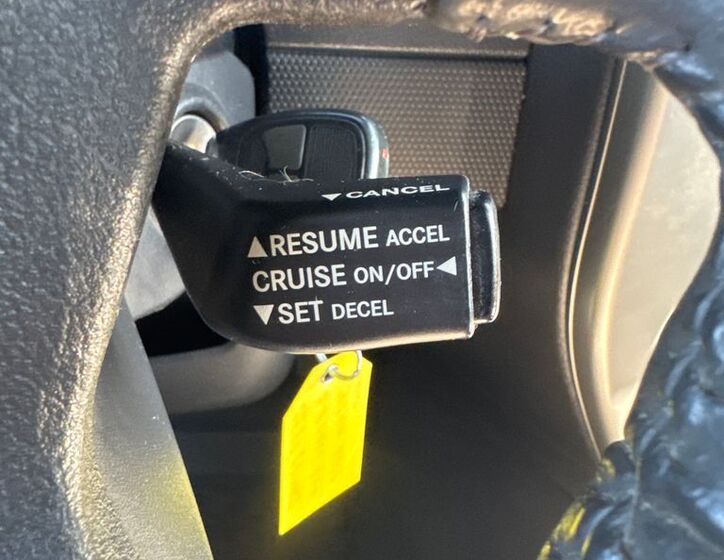 ▼CANCEL
▲RESUME ACCEL
CRUISE ON/OFF◀
▼SET DECEL